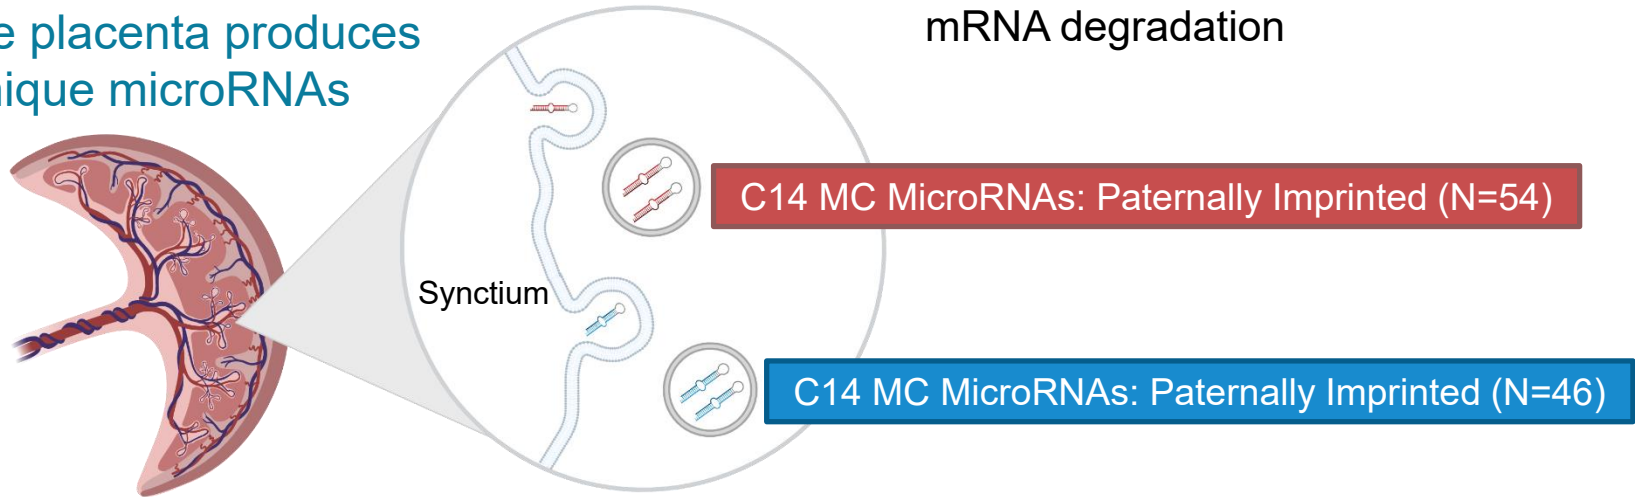 e placenta produces
nique microRNAs
mRNA degradation
C14 MC MicroRNAs: Paternally Imprinted (N=54)
Synctium
C14 MC MicroRNAs: Paternally Imprinted (N=46)